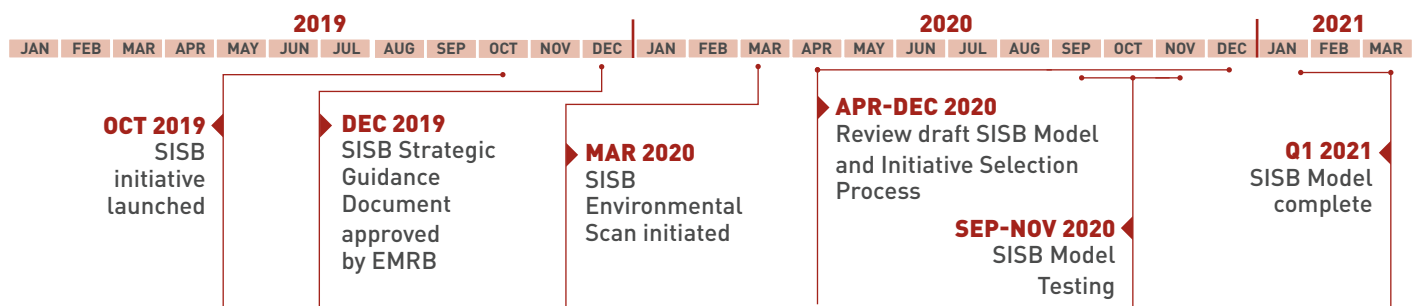 2019 2020 2021
JAN FEB MAR APR MAY JUN JUL AUG SEP OCT NOV DEC JAN FEB MAR APR MAY JUN JUL AUG SEP OCT NOV DEC JAN FEB MAR
OCT 2019
SISB
initiative
launched
DEC 2019
SISB Strategic
Guidance
Document
approved
by EMRB
MAR 2020
SISB
Environmental
Scan initiated
APR-DEC 2020
Review draft SISB Model
and Initiative Selection
Process
SEP-NOV 2020
SISB Model
Testing
Q1 2021
SISB Model
complete